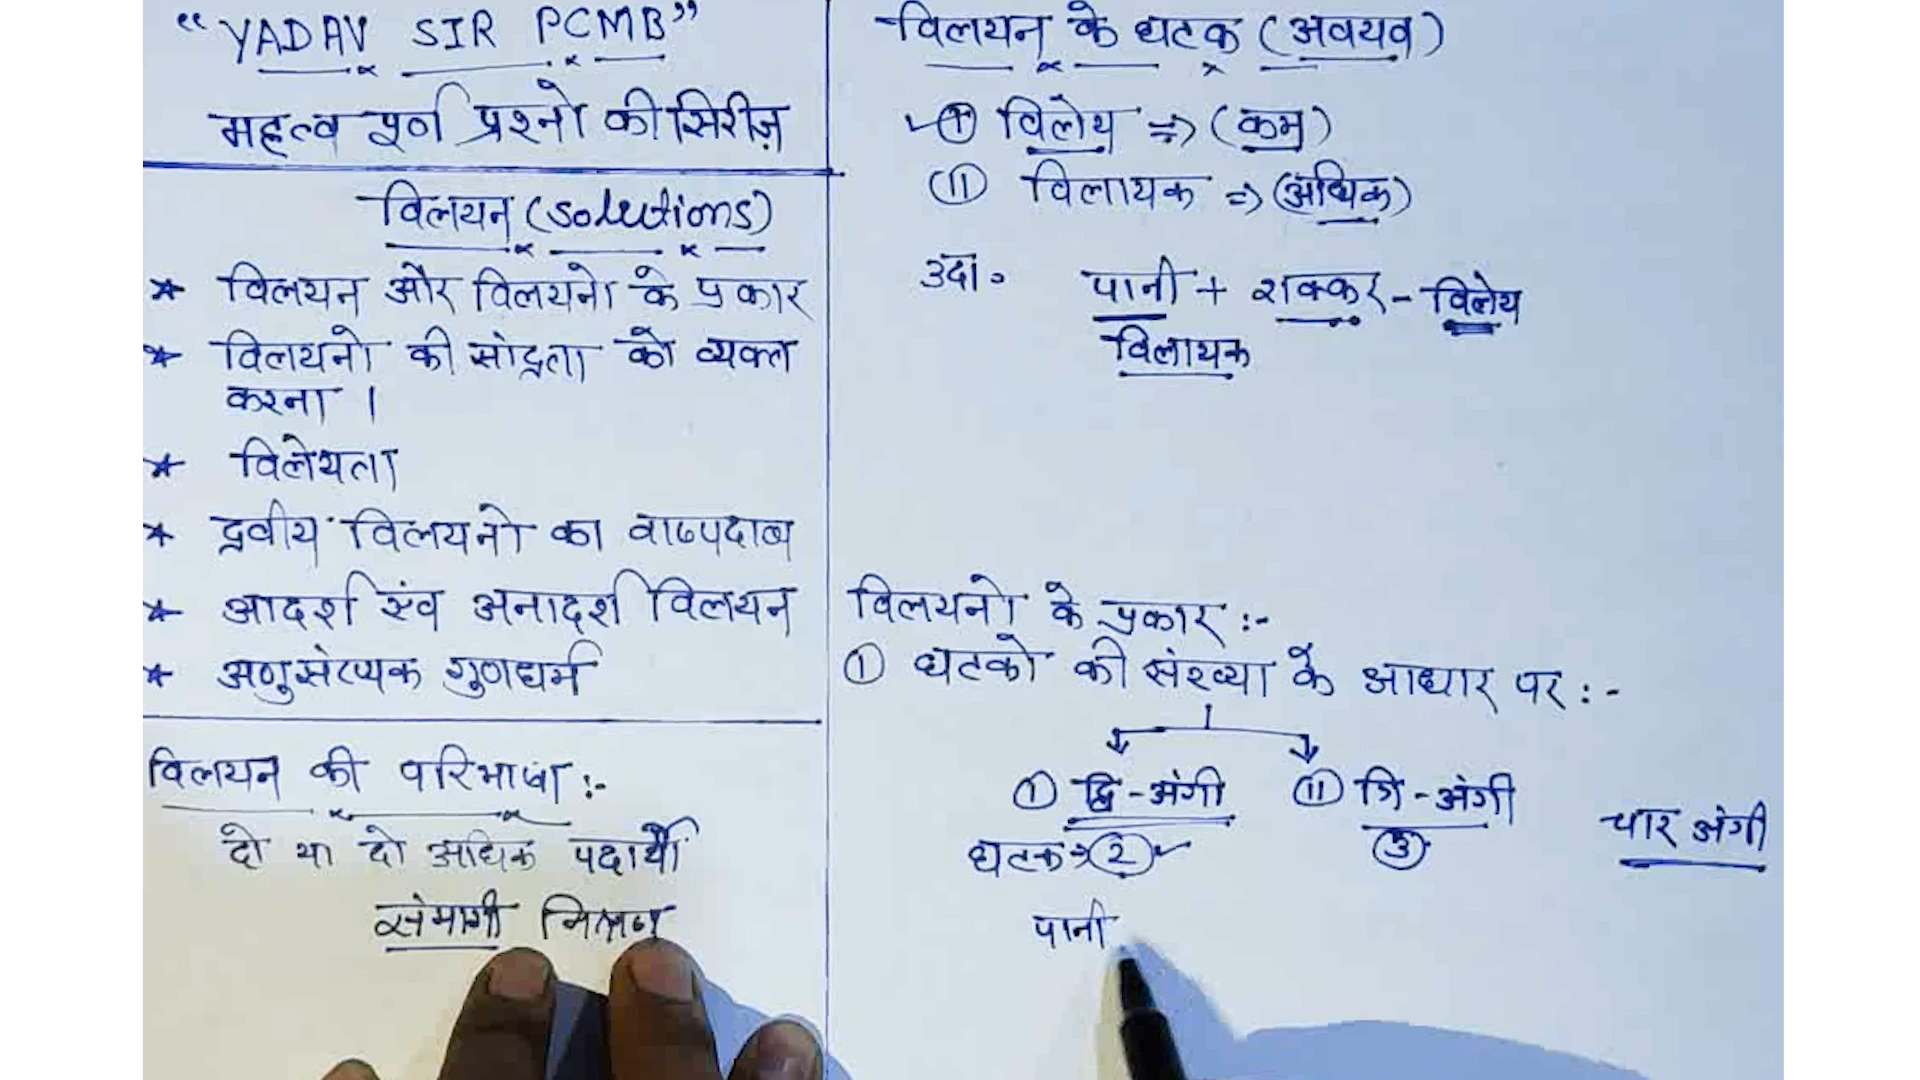 “YADAV SIR PCMB”
महत्व पूर्ण प्रश्नो की सिरीज़
विलयन (solutions)
* विलयन और विलयनो के प्रकार
* विलयनो की सांद्रता को व्यक्त
करना ।
* विलेयता
* द्रवीय विलयनो का वाष्पदाब
* आदर्श एंव अनादर्श विलयन
* अणुसंख्यक गुणधर्म
विलयन की परिभाषा :-
दो या दो अधिक पदार्थो
समांगी मिश्रण
विलयन के घटक (अवयव)
① विलेय => (कम)
(II) विलायक => (अधिक)
उदा० पानी + शक्कर - विलेय
विलायक
विलयनो के प्रकार :-
① घटको की संख्या के आधार पर :-
① द्वि-अंगी (II) त्रि-अंगी चार अंगी
घटक → ② ③
पानी